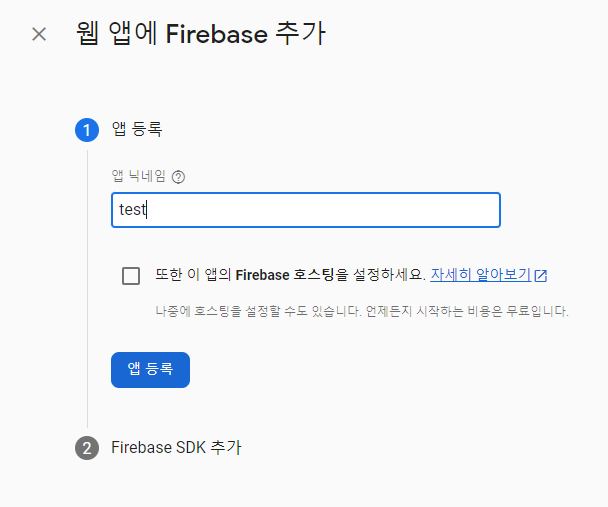 웹 앱에 Firebase 추가
1 앱 등록
앱 닉네임
test
또한 이 앱의 Firebase 호스팅을 설정하세요. 자세히 알아보기
나중에 호스팅을 설정할 수도 있습니다. 언제든지 시작하는 비용은 무료입니다.
앱 등록
2 Firebase SDK 추가